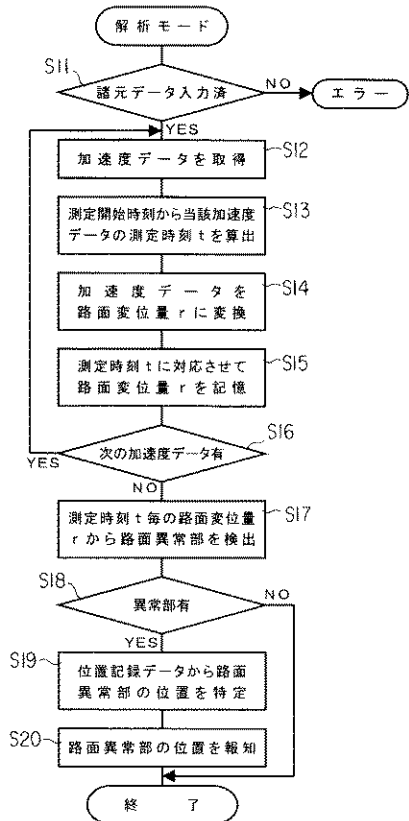 解析モード
S11
諸元データ入力済
NO
エラー
YES
S12
加速度データを取得
S13
測定開始時刻から当該加速度
データの測定時刻tを算出
S14
加速度データを
路面変位量rに変換
S15
測定時刻tに対応させて
路面変位量rを記憶
S16
次の加速度データ有
YES
NO
S17
測定時刻t毎の路面変位量
rから路面異常部を検出
S18
異常部有
NO
YES
S19
位置記録データから路面
異常部の位置を特定
S20
路面異常部の位置を報知
終了